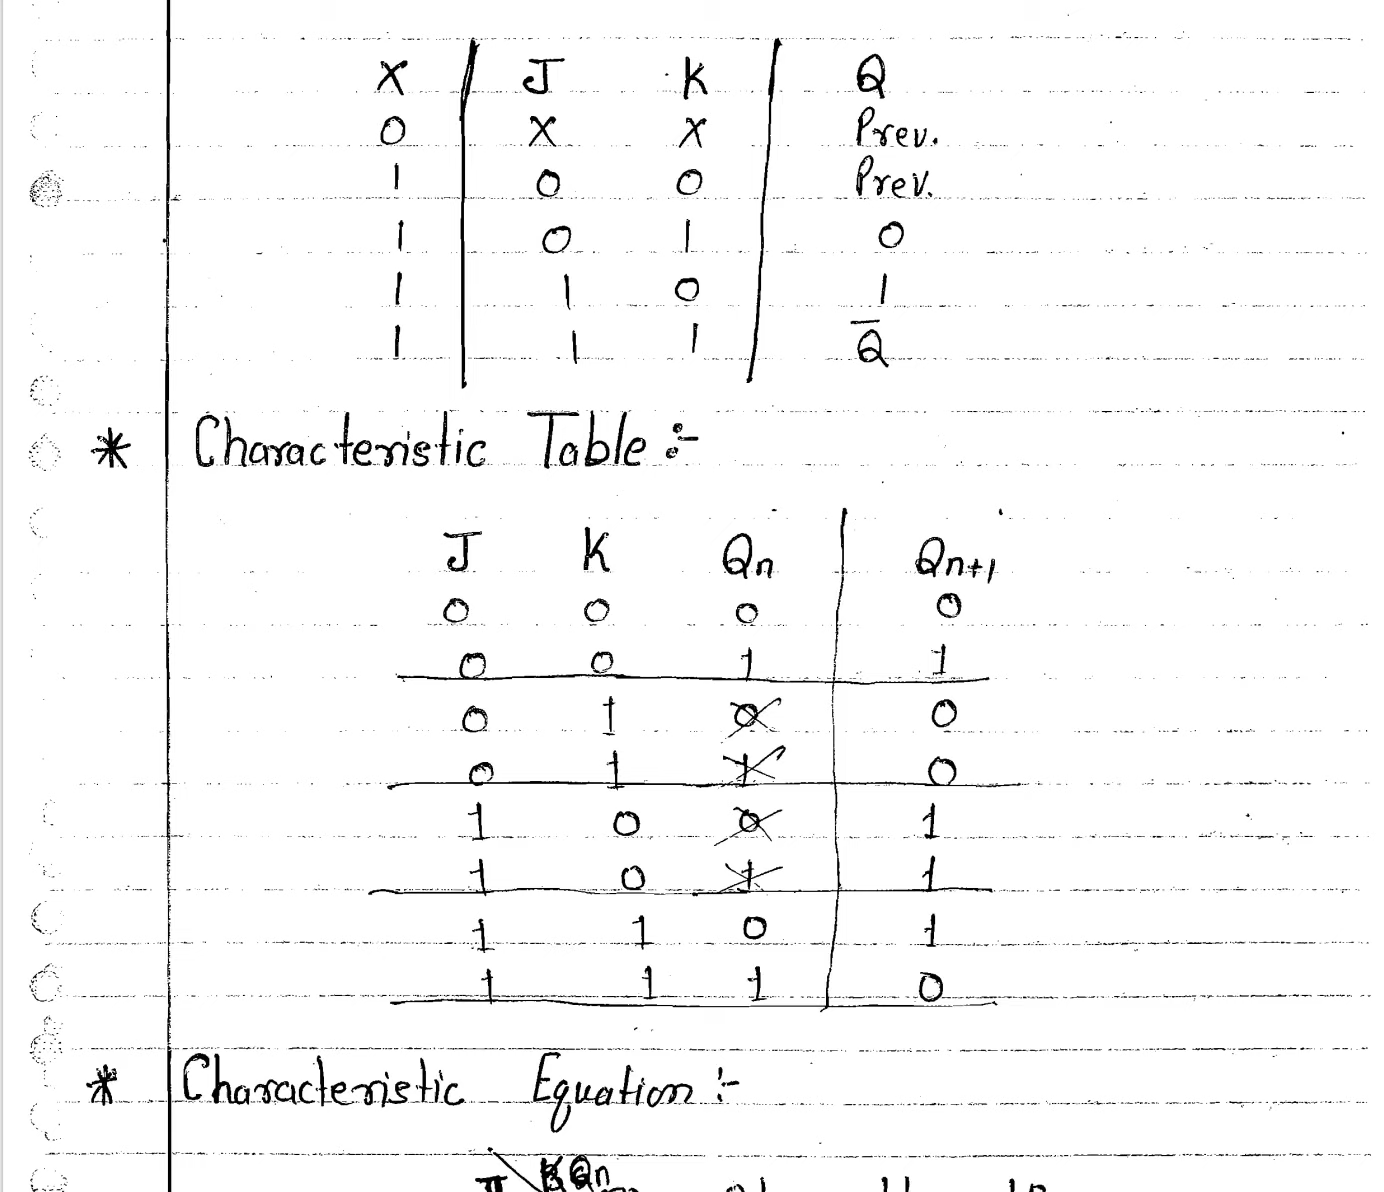 X J K Q
0 X X Prev.
1 0 0 Prev.
1 0 1 0
1 1 0 1
1 1 1 Q̅
* Characteristic Table :-
J K Qn Qn+1
0 0 0 0
0 0 1 1
0 1 0 0
0 1 1 0
1 0 0 1
1 0 1 1
1 1 0 1
1 1 1 0
* Characteristic Equation :-
KQn